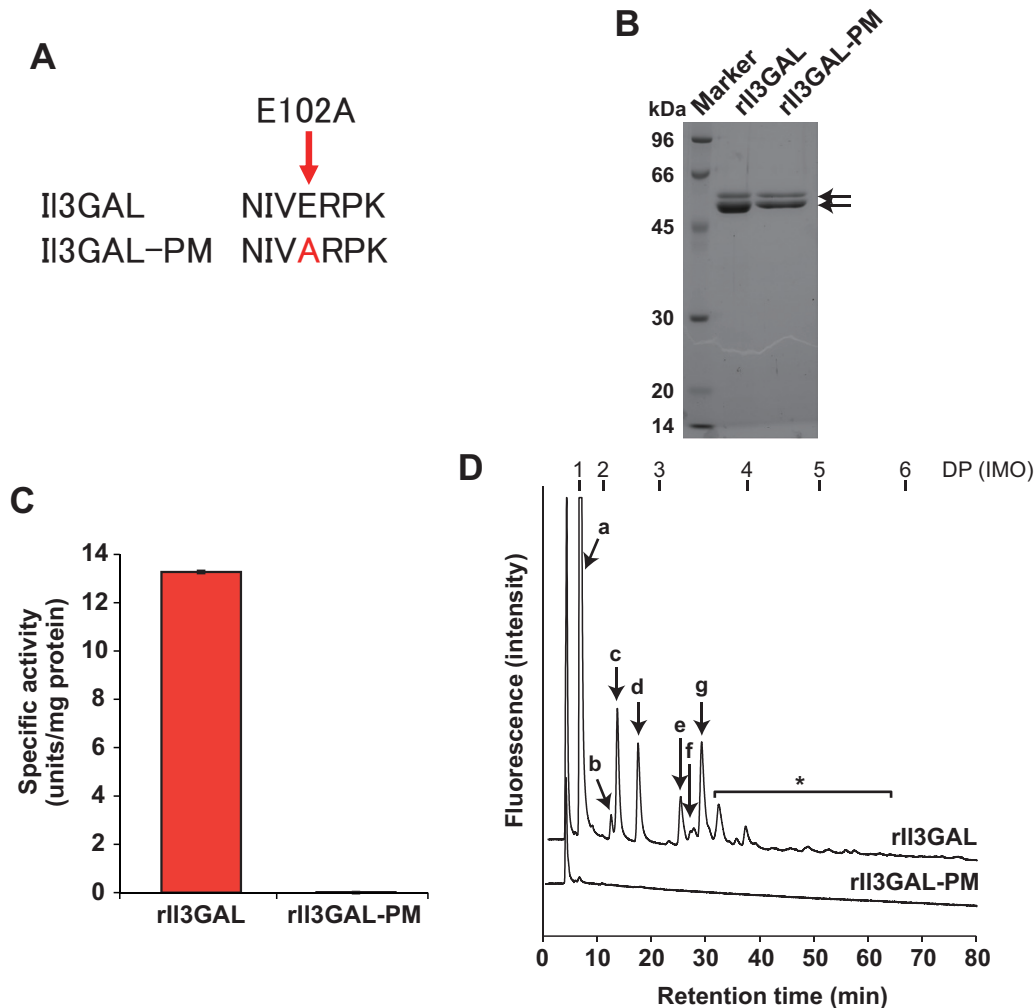 A
E102A
Il3GAL NIVERPK
Il3GAL-PM NIVARPK
B
kDa Marker rIl3GAL rIl3GAL-PM
96
66
45
30
20
14
C
Specific activity
(units/mg protein)
14
12
10
8
6
4
2
0
rIl3GAL rIl3GAL-PM
D
1 2 3 4 5 6 DP (IMO)
a
b
c
d
e
f
g
*
rIl3GAL
rIl3GAL-PM
Fluorescence (intensity)
0 10 20 30 40 50 60 70 80
Retention time (min)